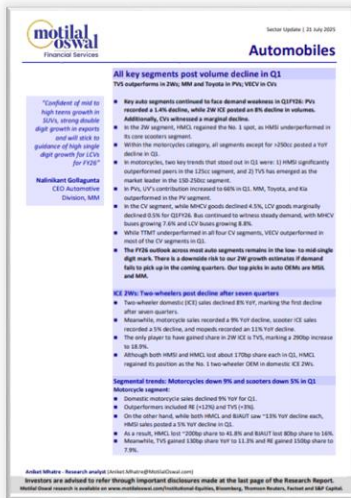 motilal
oswal
Financial Services
Sector Update | 21 July 2025
Automobiles
All key segments post volume decline in Q1
TVS outperforms in 2Ws; MM and Toyota in PVs; VECV in CVs
"Confident of mid to
high teens growth in
SUVs, strong double
digit growth in exports
and will stick to
guidance of high single
digit growth for LCVs
for FY26"
Nalinikant Gollagunta
CEO Automotive
Division, MM
Key auto segments continued to face demand weakness in Q1FY26: PVs
recorded a 1.4% decline, while 2W ICE posted an 8% decline in volumes.
Additionally, CVs witnessed a marginal decline.
In the 2W segment, HMCL regained the No. 1 spot, as HMSI underperformed in
its core scooters segment.
Within the motorcycles category, all segments except for >250cc posted a YoY
decline in Q1.
In motorcycles, two key trends that stood out in Q1 were: 1) HMSI significantly
outperformed peers in the 125cc segment, and 2) TVS has emerged as the
market leader in the 150-250cc segment.
In PVs, UV's contribution increased to 66% in Q1. MM, Toyota, and Kia
outperformed in the PV segment.
In the CV segment, while MHCV goods declined 4.5%, LCV goods marginally
declined 0.5% for Q1FY26. Bus continued to witness steady demand, with MHCV
buses growing 7.6% and LCV buses growing 8.8%.
While TTMT underperformed in all four CV segments, VECV outperformed in
most of the CV segments in Q1.
The FY26 outlook across most auto segments remains in the low- to mid-single
digit mark. There is a downside risk to our 2W growth estimates if demand
fails to pick up in the coming quarters. Our top picks in auto OEMs are MSIL
and MM.
ICE 2Ws: Two-wheelers post decline after seven quarters
Two-wheeler domestic (ICE) sales declined 8% YoY, marking the first decline
after seven quarters.
Meanwhile, motorcycle sales recorded a 9% YoY decline, scooter ICE sales
recorded a 5% decline, and mopeds recorded an 11% YoY decline.
The only player to have gained share in 2W ICE is TVS, marking a 290bp increase
to 18.9%.
Although both HMSI and HMCL lost about 170bp share each in Q1, HMCL
regained its position as the No. 1 two-wheeler OEM in domestic ICE 2Ws.
Segmental trends: Motorcycles down 9% and scooters down 5% in Q1
Motorcycle segment:
Domestic motorcycle sales declined 9% YoY for Q1.
Outperformers included RE (+12%) and TVS (+3%).
On the other hand, while both HMCL and BJAUT saw ~13% YoY decline each,
HMSI sales posted a 5% YoY decline in Q1.
As a result, HMCL lost ~200bp share to 41.8% and BJAUT lost 80bp share to 16%.
Meanwhile, TVS gained 130bp YoY to 11.3% and RE gained 150bp share to
7.9%.
Aniket Mhatre - Research analyst (Aniket.Mhatre@MotilalOswal.com)
Investors are advised to refer through important disclosures made at the last page of the Research Report.
Motilal Oswal research is available on www.motilaloswal.com/Institutional-Equities, Bloomberg, Thomson Reuters, Factset and S&P Capital.